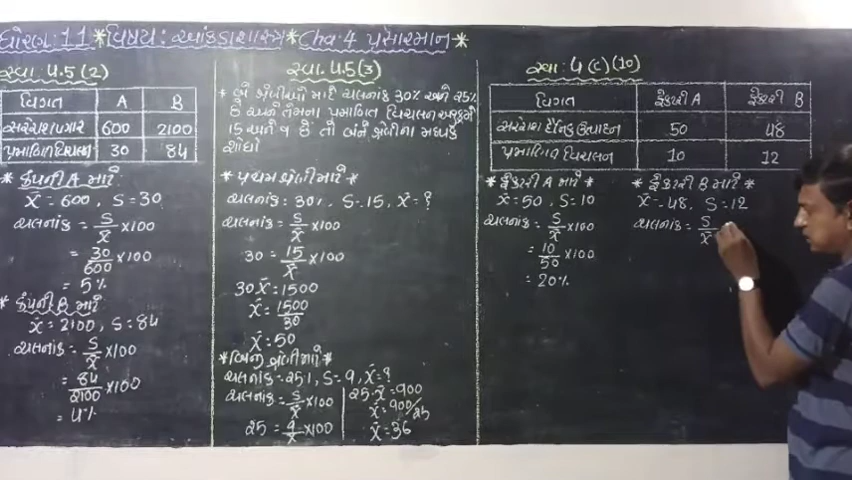 ધોરણ 11 * વિષય: આંકડાશાસ્ત્ર * Ch: 4 પ્રસારમાન *
સ્વા. 4.5 (2)
વિગત A B
સરેરાશ પગાર 600 2100
પ્રમાણિત વિચલન 30 84
* કંપની A માટે
x̄ = 600, S = 30
ચલનાંક = S/x̄ × 100
= 30/600 × 100
= 5%
* કંપની B માટે
x̄ = 2100, S = 84
ચલનાંક = S/x̄ × 100
= 84/2100 × 100
= 4%
સ્વા. 4.5 (3)
* બે શ્રેણીઓ માટે ચલનાંક 30% અને 25%
છે અને તેમના પ્રમાણિત વિચલન અનુક્રમે
15 અને 9 છે તો બંને શ્રેણીના મધ્યક
શોધો
* પ્રથમ શ્રેણી માટે *
ચલનાંક = 30%, S = 15, x̄ = ?
ચલનાંક = S/x̄ × 100
30 = 15/x̄ × 100
30x̄ = 1500
x̄ = 1500/30
x̄ = 50
* બીજી શ્રેણી માટે *
ચલનાંક = 25%, S = 9, x̄ = ?
ચલનાંક = S/x̄ × 100
25 = 9/x̄ × 100
25 · x̄ = 900
x̄ = 900/25
x̄ = 36
સ્વા: 4 (c) (10)
વિગત ફેક્ટરી A ફેક્ટરી B
સરેરાશ દૈનિક ઉત્પાદન 50 48
પ્રમાણિત વિચલન 10 12
* ફેક્ટરી A માટે *
x̄ = 50, S = 10
ચલનાંક = S/x̄ × 100
= 10/50 × 100
= 20%
* ફેક્ટરી B માટે *
x̄ = 48, S = 12
ચલનાંક = S/x̄